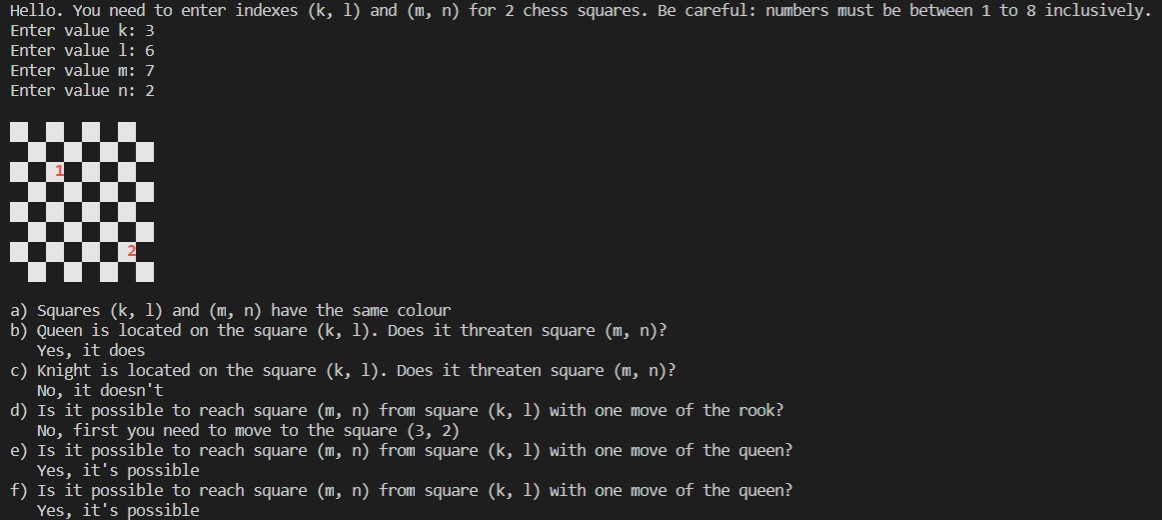 Hello. You need to enter indexes (k, l) and (m, n) for 2 chess squares. Be careful: numbers must be between 1 to 8 inclusively.
Enter value k: 3
Enter value l: 6
Enter value m: 7
Enter value n: 2
1
2
a) Squares (k, l) and (m, n) have the same colour
b) Queen is located on the square (k, l). Does it threaten square (m, n)?
Yes, it does
c) Knight is located on the square (k, l). Does it threaten square (m, n)?
No, it doesn't
d) Is it possible to reach square (m, n) from square (k, l) with one move of the rook?
No, first you need to move to the square (3, 2)
e) Is it possible to reach square (m, n) from square (k, l) with one move of the queen?
Yes, it's possible
f) Is it possible to reach square (m, n) from square (k, l) with one move of the queen?
Yes, it's possible